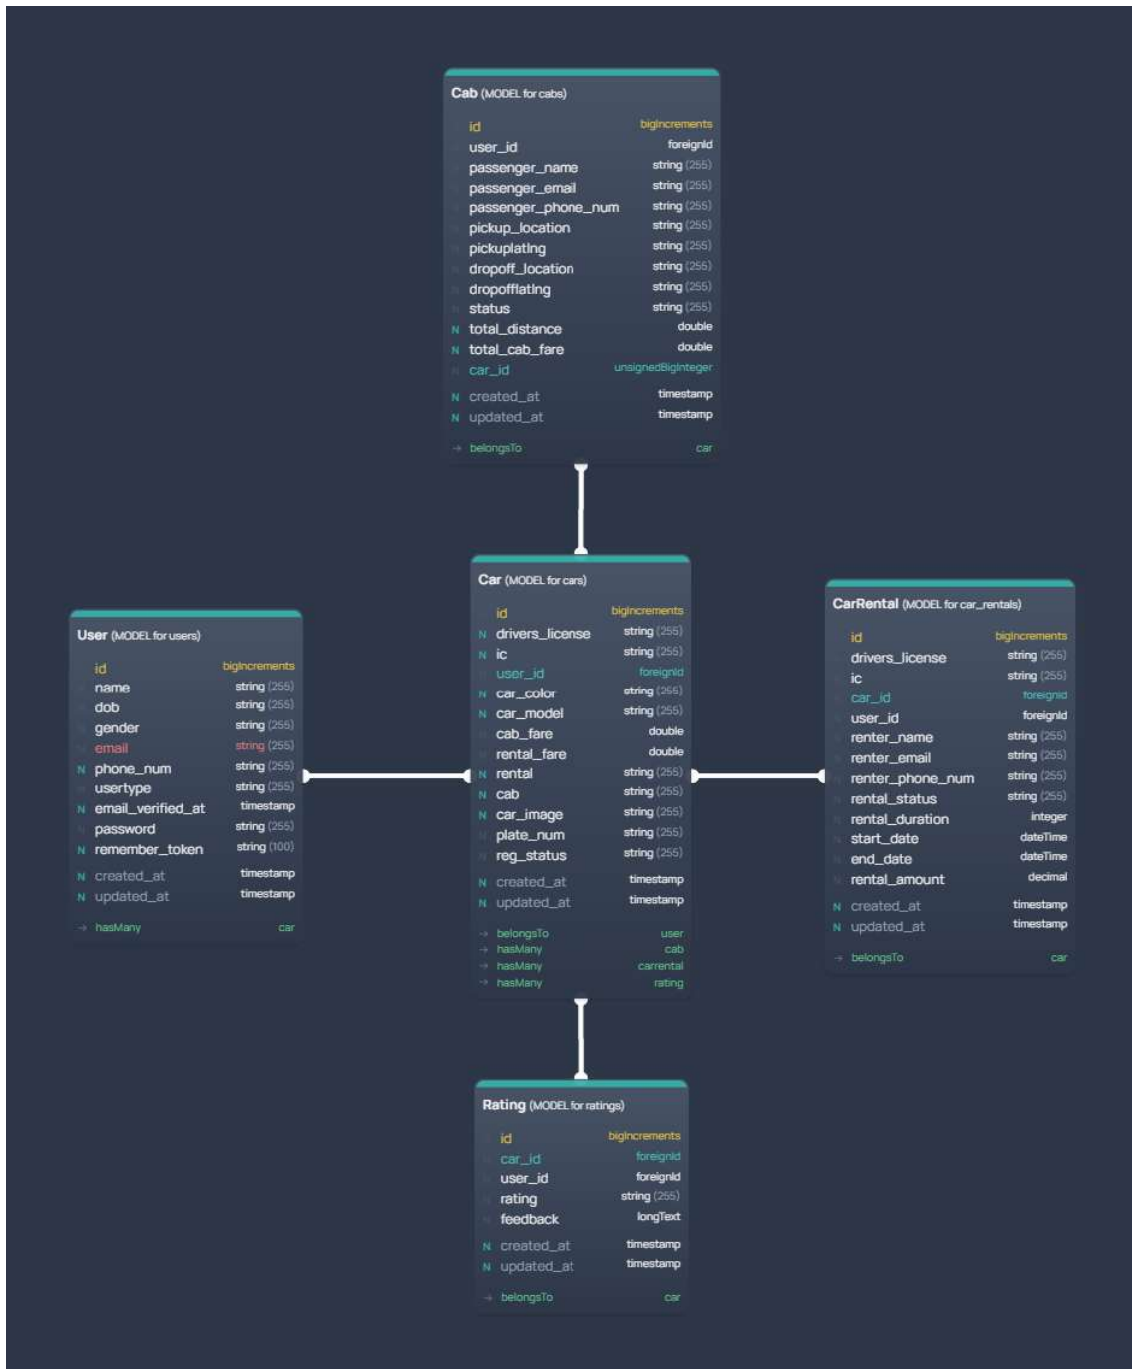 Cab (MODEL for cabs)
id bigIncrements
user_id foreignId
N passenger_name string (255)
N passenger_email string (255)
N passenger_phone_num string (255)
N pickup_location string (255)
N pickuplatlng string (255)
N dropoff_location string (255)
N dropofflatlng string (255)
N status string (255)
N total_distance double
N total_cab_fare double
N car_id unsignedBigInteger
N created_at timestamp
N updated_at timestamp
→ belongsTo car
User (MODEL for users)
id bigIncrements
name string (255)
dob string (255)
gender string (255)
email string (255)
N phone_num string (255)
usertype string (255)
N email_verified_at timestamp
N password string (255)
N remember_token string (100)
N created_at timestamp
N updated_at timestamp
→ hasMany car
Car (MODEL for cars)
id bigIncrements
N drivers_license string (255)
N ic string (255)
N user_id foreignId
N car_color string (255)
N car_model string (255)
N cab_fare double
N rental_fare double
N rental string (255)
N cab string (255)
N car_image string (255)
N plate_num string (255)
N reg_status string (255)
N created_at timestamp
N updated_at timestamp
→ belongsTo user
→ hasMany cab
→ hasMany carrental
→ hasMany rating
CarRental (MODEL for car_rentals)
id bigIncrements
drivers_license string (255)
ic string (255)
car_id foreignId
user_id foreignId
renter_name string (255)
renter_email string (255)
renter_phone_num string (255)
rental_status string (255)
rental_duration integer
start_date dateTime
end_date dateTime
rental_amount decimal
N created_at timestamp
N updated_at timestamp
→ belongsTo car
Rating (MODEL for ratings)
id bigIncrements
car_id foreignId
user_id foreignId
rating string (255)
feedback longText
N created_at timestamp
N updated_at timestamp
→ belongsTo car